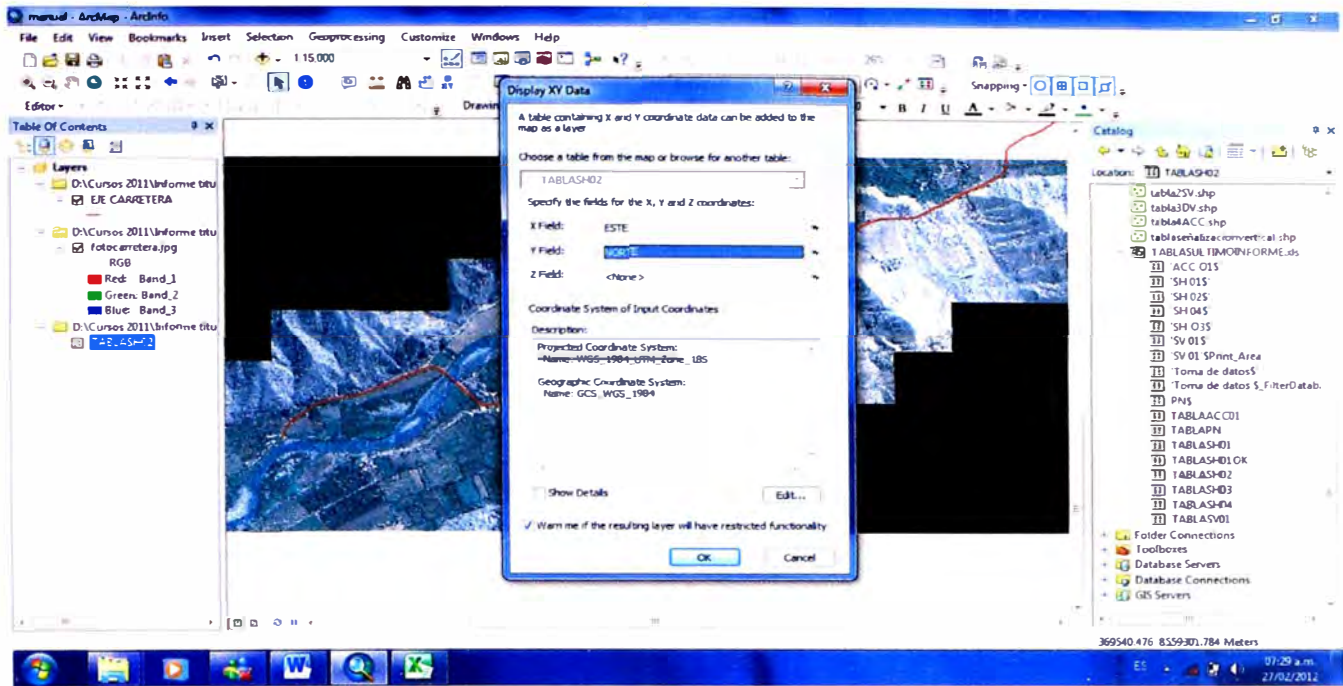 manual - ArcMap - ArcInfo
File Edit View Bookmarks Insert Selection Geoprocessing Customize Windows Help
1:15,000
26%
Snapping
Editor
Drawin
B I U A
Table Of Contents
Layers
D:\Cursos 2011\Informe titu
EJE CARRETERA
D:\Cursos 2011\Informe titu
fotocarretera.jpg
RGB
Red: Band_1
Green: Band_2
Blue: Band_3
D:\Cursos 2011\Informe titu
TABLASH02
Display XY Data
A table containing X and Y coordinate data can be added to the
map as a layer
Choose a table from the map or browse for another table:
TABLASH02
Specify the fields for the X, Y and Z coordinates:
X Field: ESTE
Y Field: NORTE
Z Field: <None>
Coordinate System of Input Coordinates
Description:
Projected Coordinate System:
Name: WGS_1984_UTM_Zone_18S
Geographic Coordinate System:
Name: GCS_WGS_1984
Show Details
Edit...
Warn me if the resulting layer will have restricted functionality
OK Cancel
Catalog
Location: TABLASH02
tabla2SV.shp
tabla3DV.shp
tabla4ACC.shp
tablaseñalizacionvertical.shp
TABLASULTIMOINFORME.xls
'ACC 01$'
'SH 01$'
'SH 02$'
'SH 04$'
'SH O3$'
'SV 01$'
'SV 01 '$Print_Area
'Toma de datos$'
'Toma de datos $'_FilterDatab
PN$
TABLAACC01
TABLAPN
TABLASH01
TABLASH01OK
TABLASH02
TABLASH03
TABLASH04
TABLASV01
Folder Connections
Toolboxes
Database Servers
Database Connections
GIS Servers
369540.476 8559301.784 Meters
ES
07:29 a.m.
27/02/2012